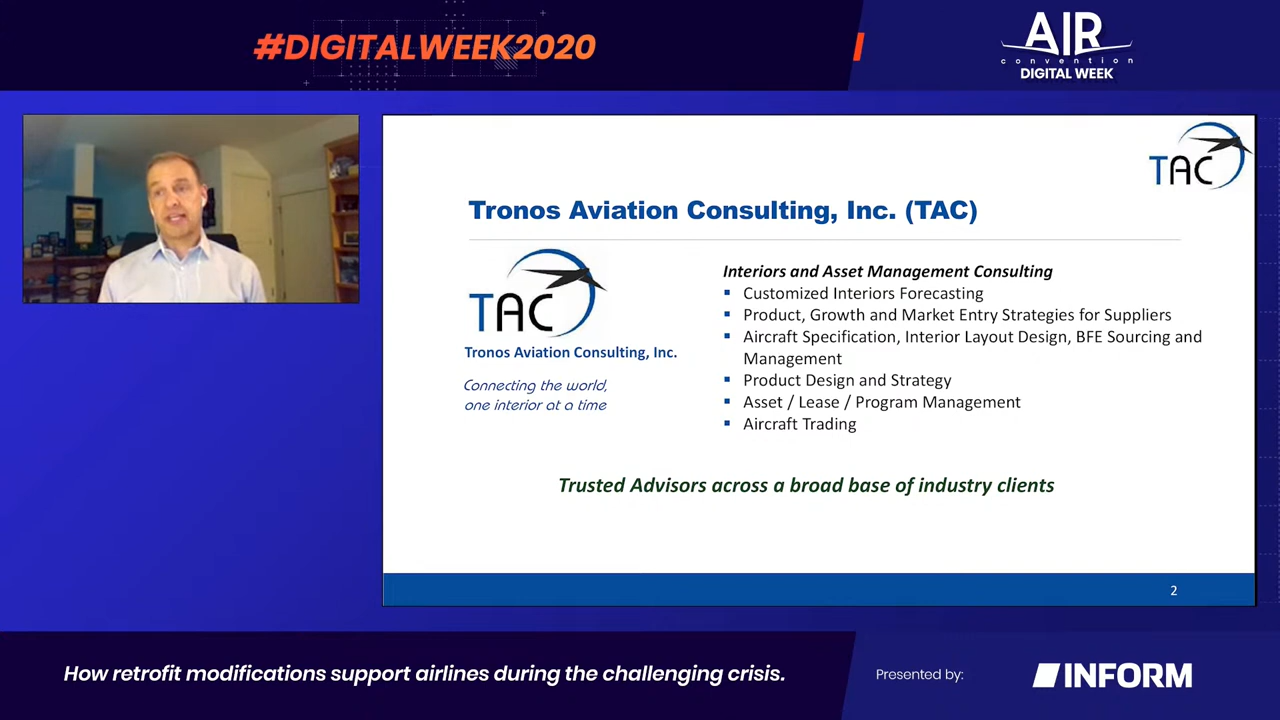 #DIGITALWEEK2020
AIR
convention
DIGITAL WEEK
TAC
Tronos Aviation Consulting, Inc. (TAC)
TAC
Tronos Aviation Consulting, Inc.
Connecting the world,
one interior at a time
Interiors and Asset Management Consulting
▪ Customized Interiors Forecasting
▪ Product, Growth and Market Entry Strategies for Suppliers
▪ Aircraft Specification, Interior Layout Design, BFE Sourcing and
Management
▪ Product Design and Strategy
▪ Asset / Lease / Program Management
▪ Aircraft Trading
Trusted Advisors across a broad base of industry clients
2
How retrofit modifications support airlines during the challenging crisis.
Presented by:
INFORM